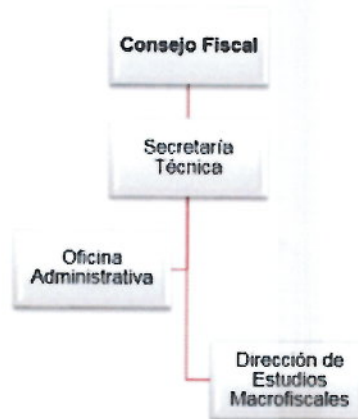 Consejo Fiscal
Secretaría
Técnica
Oficina
Administrativa
Dirección de
Estudios
Macrofiscales